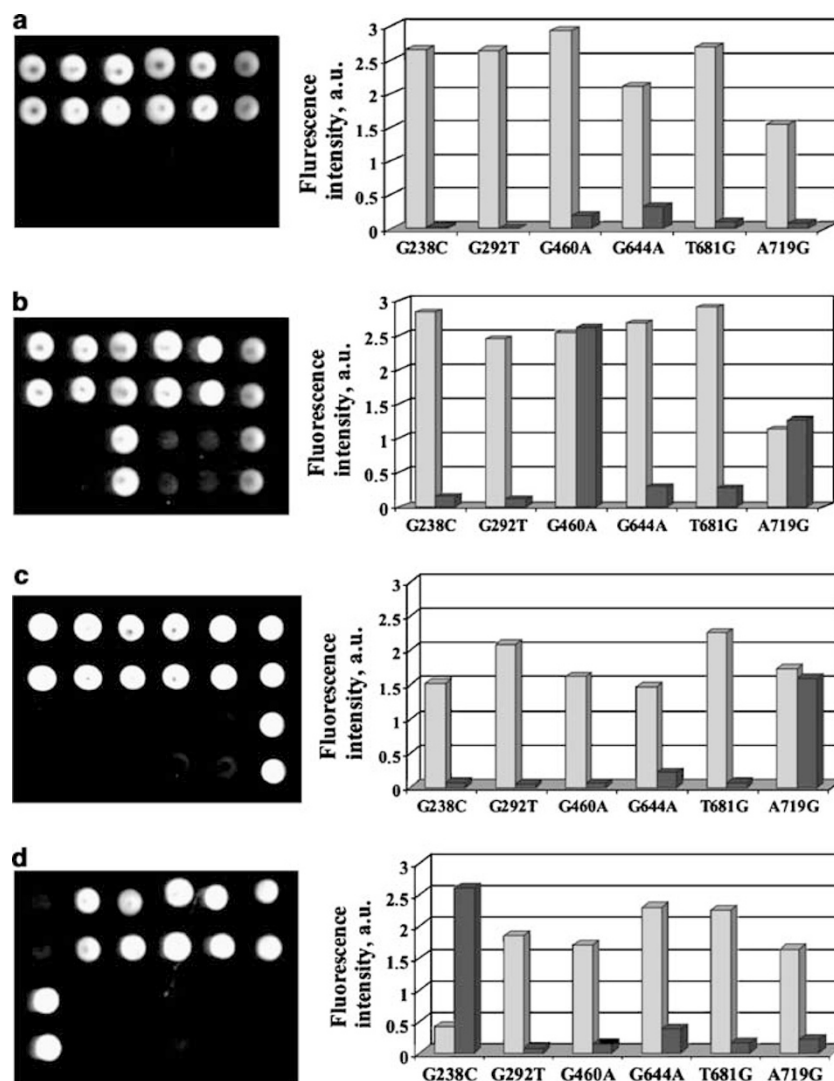 a
Flurescence
intensity, a.u.
3
2.5
2
1.5
1
0.5
0
G238C G292T G460A G644A T681G A719G
b
Fluorescence
intensity, a.u.
3
2.5
2
1.5
1
0.5
0
G238C G292T G460A G644A T681G A719G
c
Fluorescence
intensity, a.u.
3
2.5
2
1.5
1
0.5
0
G238C G292T G460A G644A T681G A719G
d
Fluorescence
intensity, a.u.
3
2.5
2
1.5
1
0.5
0
G238C G292T G460A G644A T681G A719G